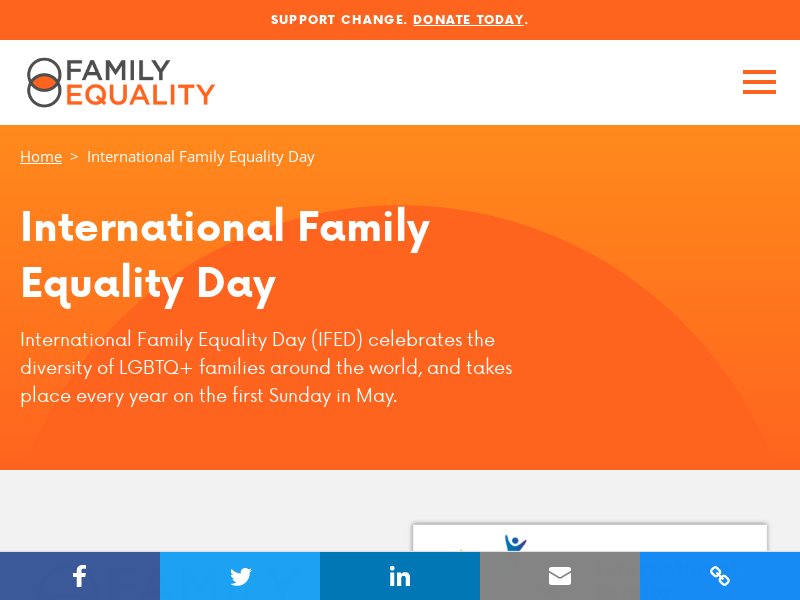 SUPPORT CHANGE. DONATE TODAY.
FAMILY
EQUALITY
Home > International Family Equality Day
International Family
Equality Day
International Family Equality Day (IFED) celebrates the
diversity of LGBTQ+ families around the world, and takes
place every year on the first Sunday in May.